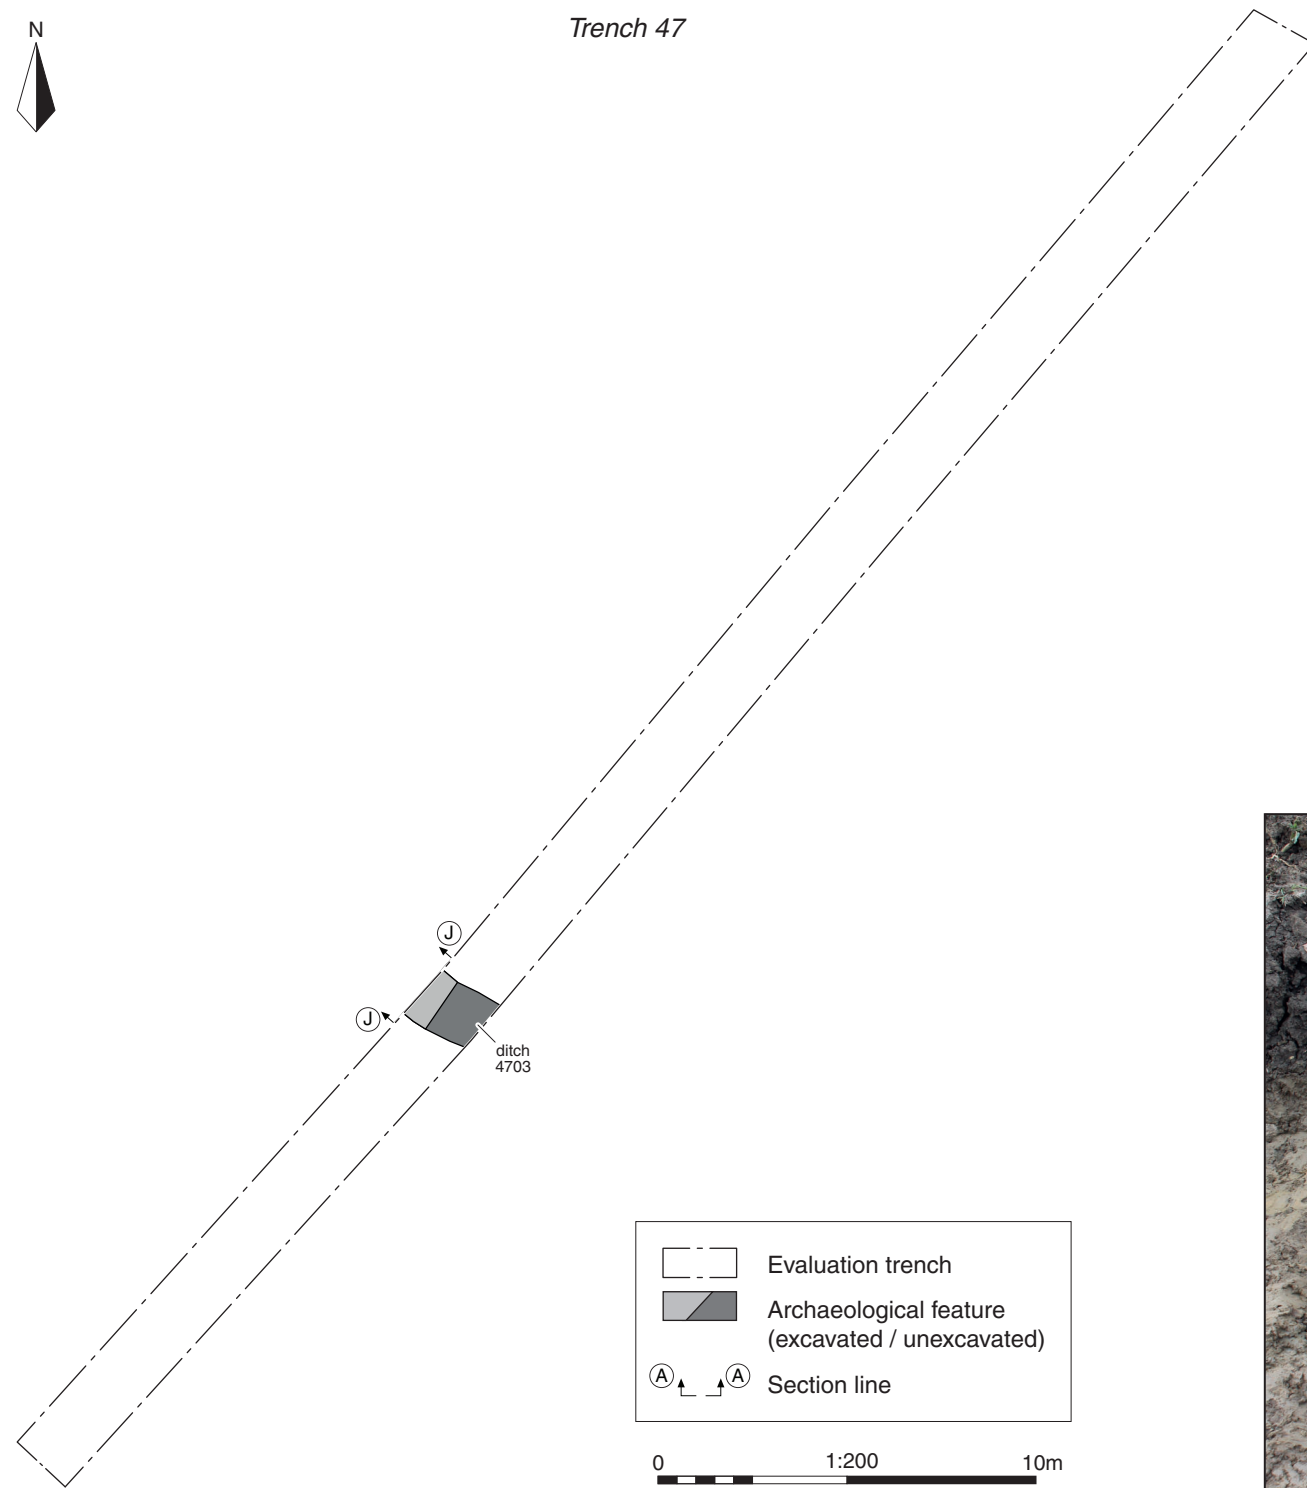 N
Trench 47
J
J
ditch
4703
Evaluation trench
Archaeological feature
(excavated / unexcavated)
A A Section line
0 1:200 10m